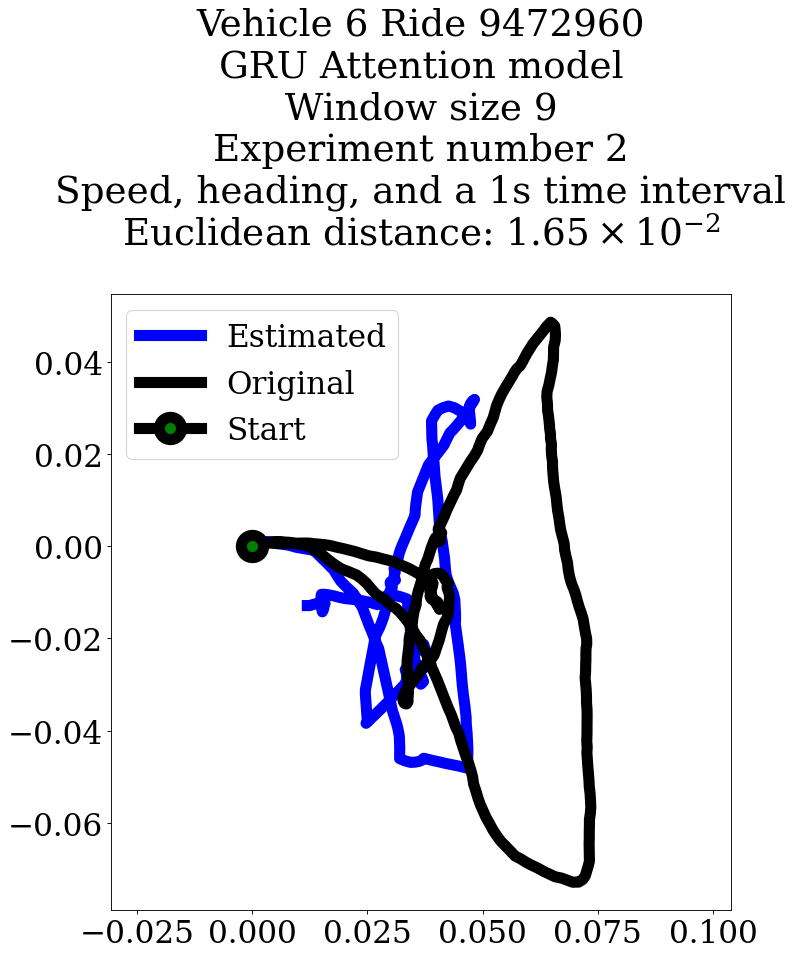 Vehicle 6 Ride 9472960
GRU Attention model
Window size 9
Experiment number 2
Speed, heading, and a 1s time interval
Euclidean distance: 1.65 × 10⁻²
Estimated
Original
Start
0.04
0.02
0.00
−0.02
−0.04
−0.06
−0.025 0.000 0.025 0.050 0.075 0.100